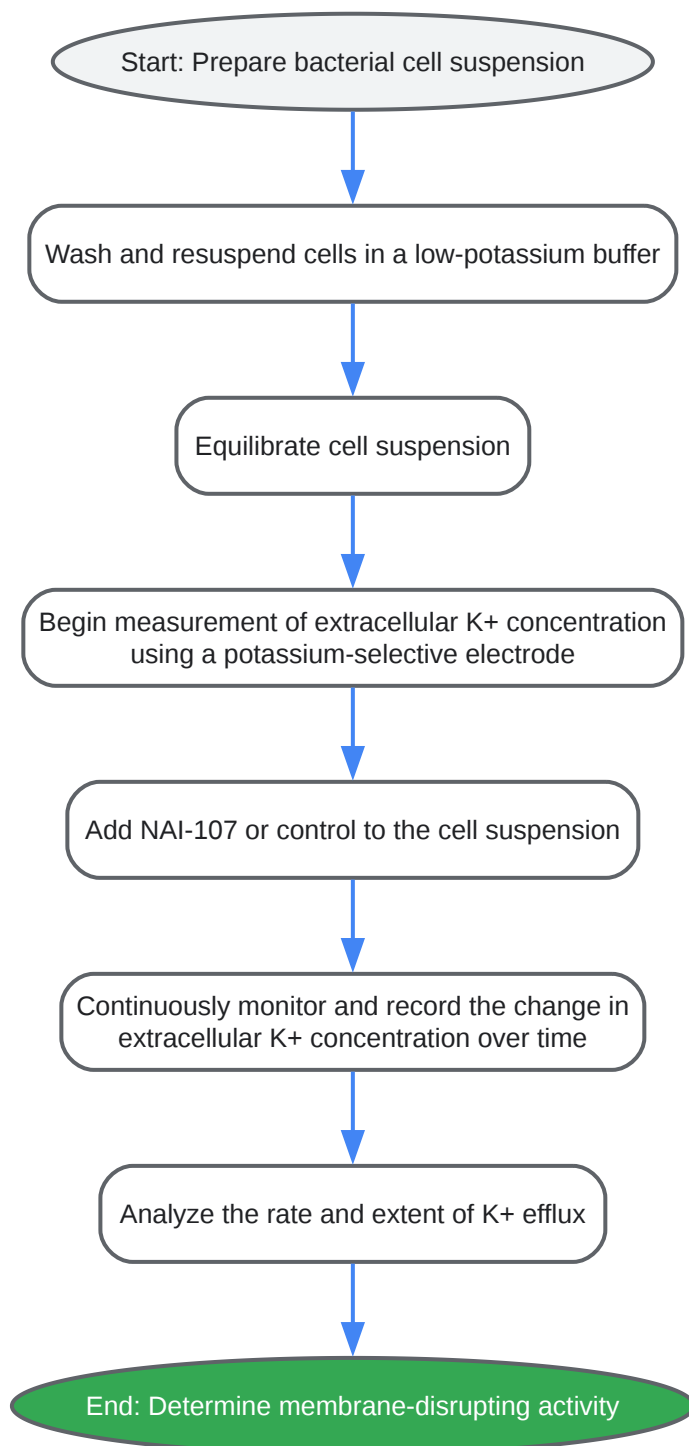 Start: Prepare bacterial cell suspension
Wash and resuspend cells in a low-potassium buffer
Equilibrate cell suspension
Begin measurement of extracellular K+ concentration
using a potassium-selective electrode
Add NAI-107 or control to the cell suspension
Continuously monitor and record the change in
extracellular K+ concentration over time
Analyze the rate and extent of K+ efflux
End: Determine membrane-disrupting activity